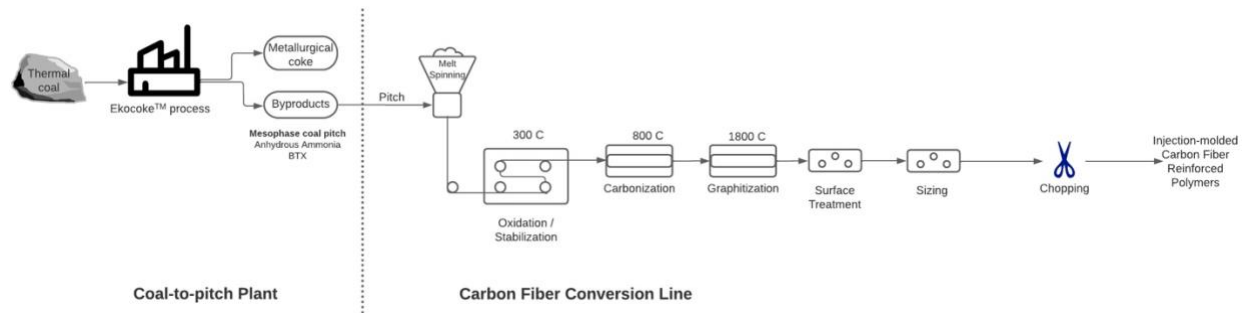 Thermal
coal
Ekocoke™ process
Metallurgical
coke
Byproducts
Mesophase coal pitch
Anhydrous Ammonia
BTX
Pitch
Melt
Spinning
300 C
Oxidation /
Stabilization
800 C
Carbonization
1800 C
Graphitization
Surface
Treatment
Sizing
Chopping
Injection-molded
Carbon Fiber
Reinforced
Polymers
Coal-to-pitch Plant
Carbon Fiber Conversion Line